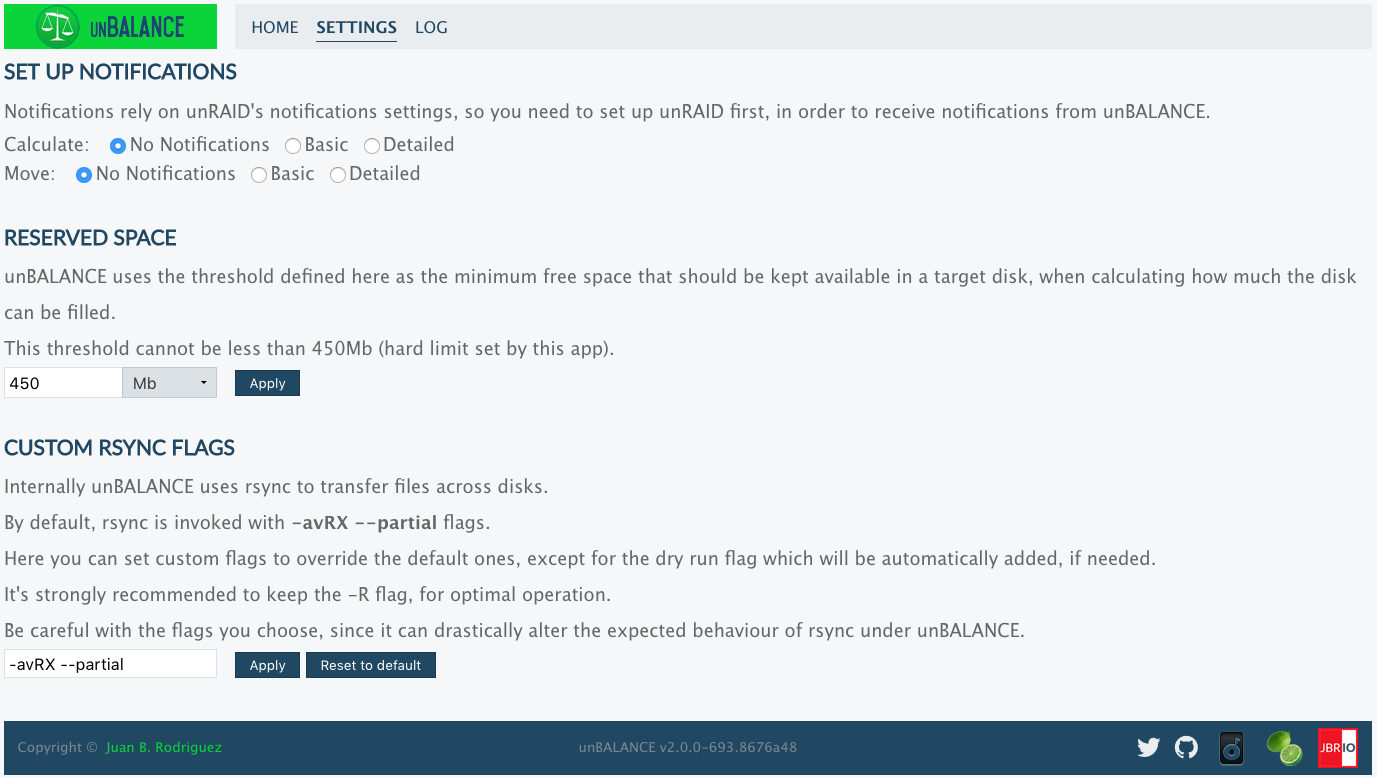 unBALANCE HOME SETTINGS LOG
SET UP NOTIFICATIONS
Notifications rely on unRAID's notifications settings, so you need to set up unRAID first, in order to receive notifications from unBALANCE.
Calculate: No Notifications Basic Detailed
Move: No Notifications Basic Detailed
RESERVED SPACE
unBALANCE uses the threshold defined here as the minimum free space that should be kept available in a target disk, when calculating how much the disk
can be filled.
This threshold cannot be less than 450Mb (hard limit set by this app).
450 Mb Apply
CUSTOM RSYNC FLAGS
Internally unBALANCE uses rsync to transfer files across disks.
By default, rsync is invoked with -avRX --partial flags.
Here you can set custom flags to override the default ones, except for the dry run flag which will be automatically added, if needed.
It's strongly recommended to keep the -R flag, for optimal operation.
Be careful with the flags you choose, since it can drastically alter the expected behaviour of rsync under unBALANCE.
-avRX --partial Apply Reset to default
Copyright © Juan B. Rodriguez unBALANCE v2.0.0-693.8676a48 JBRIO